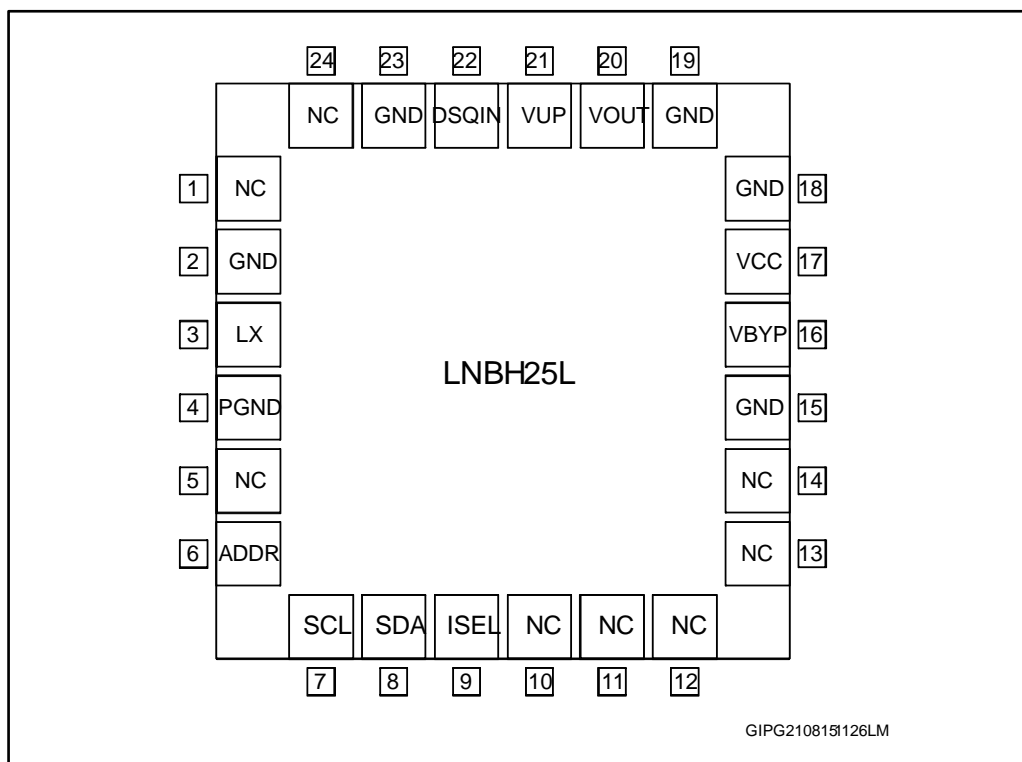 24 23 22 21 20 19
NC GND DSQIN VUP VOUT GND
1 NC GND 18
2 GND VCC 17
3 LX VBYP 16
LNBH25L
4 PGND GND 15
5 NC NC 14
6 ADDR NC 13
SCL SDA ISEL NC NC NC
7 8 9 10 11 12
GIPG2108151126LM